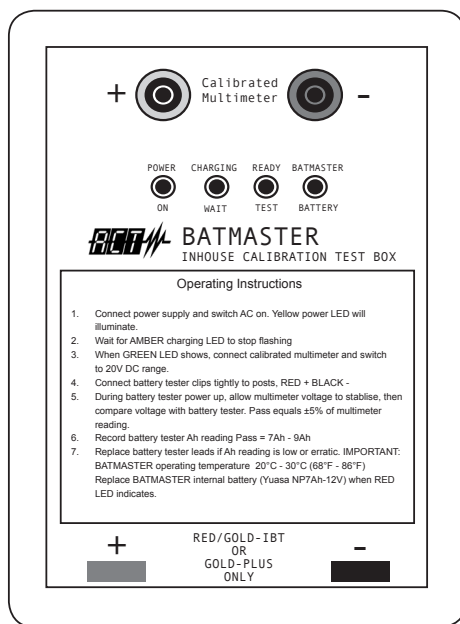 + Calibrated -
Multimeter
POWER CHARGING READY BATMASTER
ON WAIT TEST BATTERY
ACT BATMASTER
INHOUSE CALIBRATION TEST BOX
Operating Instructions
1. Connect power supply and switch AC on. Yellow power LED will
illuminate.
2. Wait for AMBER charging LED to stop flashing
3. When GREEN LED shows, connect calibrated multimeter and switch
to 20V DC range.
4. Connect battery tester clips tightly to posts, RED + BLACK -
5. During battery tester power up, allow multimeter voltage to stablise, then
compare voltage with battery tester. Pass equals ±5% of multimeter
reading.
6. Record battery tester Ah reading Pass = 7Ah - 9Ah
7. Replace battery tester leads if Ah reading is low or erratic. IMPORTANT:
BATMASTER operating temperature 20°C - 30°C (68°F - 86°F)
Replace BATMASTER internal battery (Yuasa NP7Ah-12V) when RED
LED indicates.
+ RED/GOLD-IBT -
OR
GOLD-PLUS
ONLY